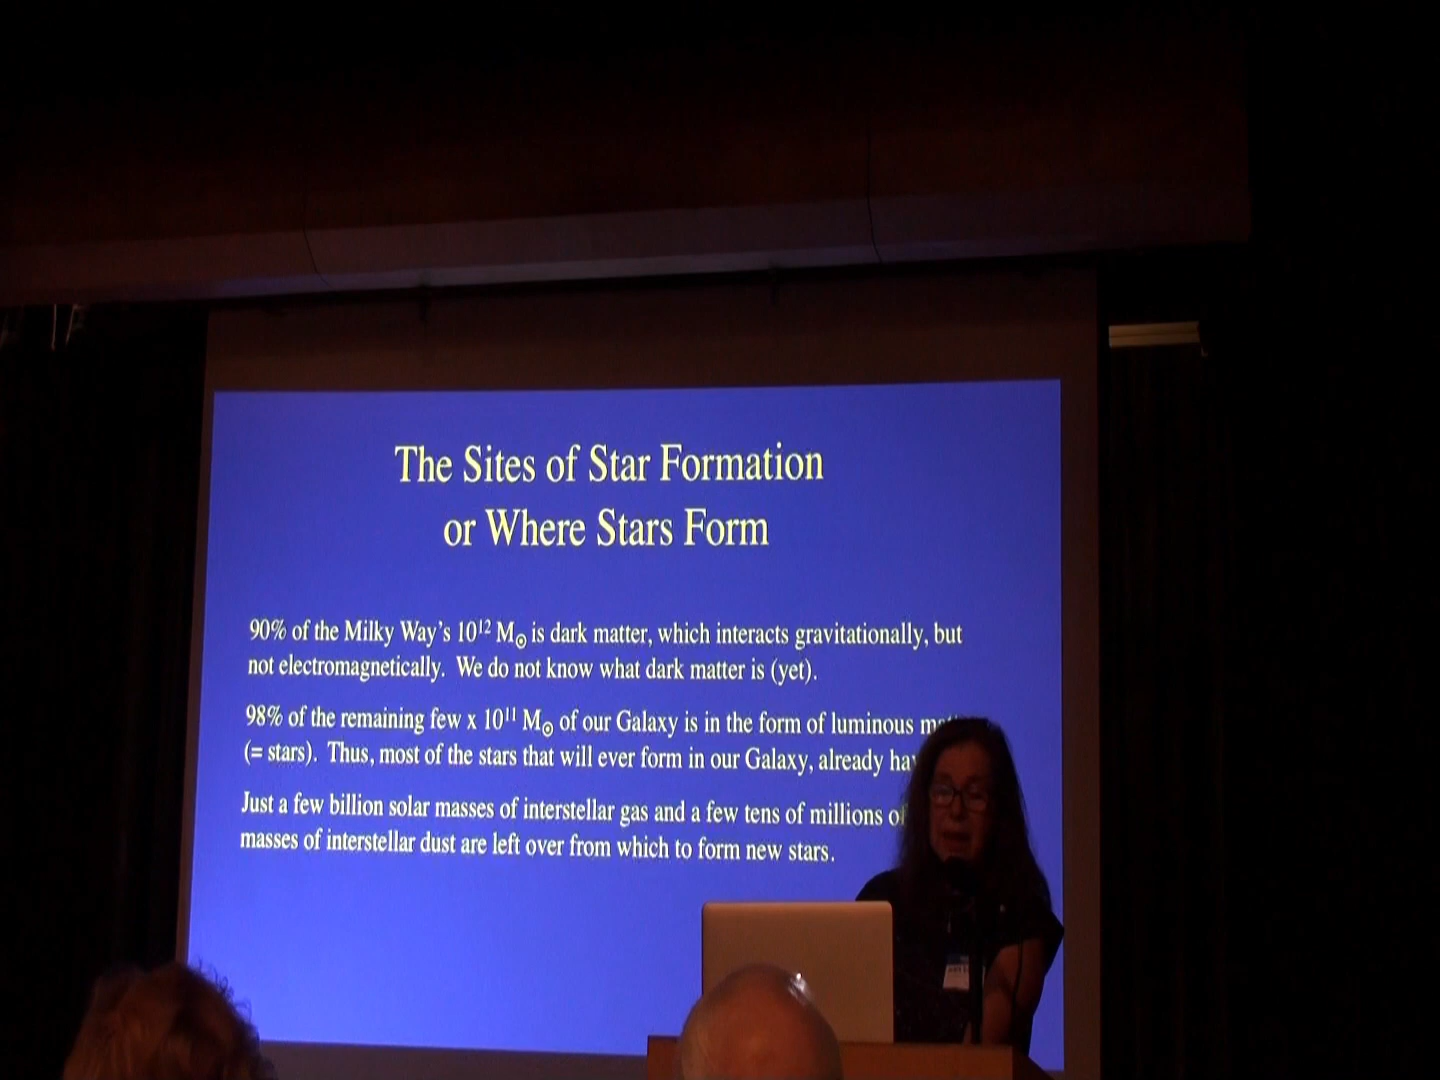 The Sites of Star Formation
or Where Stars Form
90% of the Milky Way's 10¹² M☉ is dark matter, which interacts gravitationally, but
not electromagnetically. We do not know what dark matter is (yet).
98% of the remaining few x 10¹¹ M☉ of our Galaxy is in the form of luminous
(= stars). Thus, most of the stars that will ever form in our Galaxy, already
Just a few billion solar masses of interstellar gas and a few tens of millions
masses of interstellar dust are left over from which to form new stars.